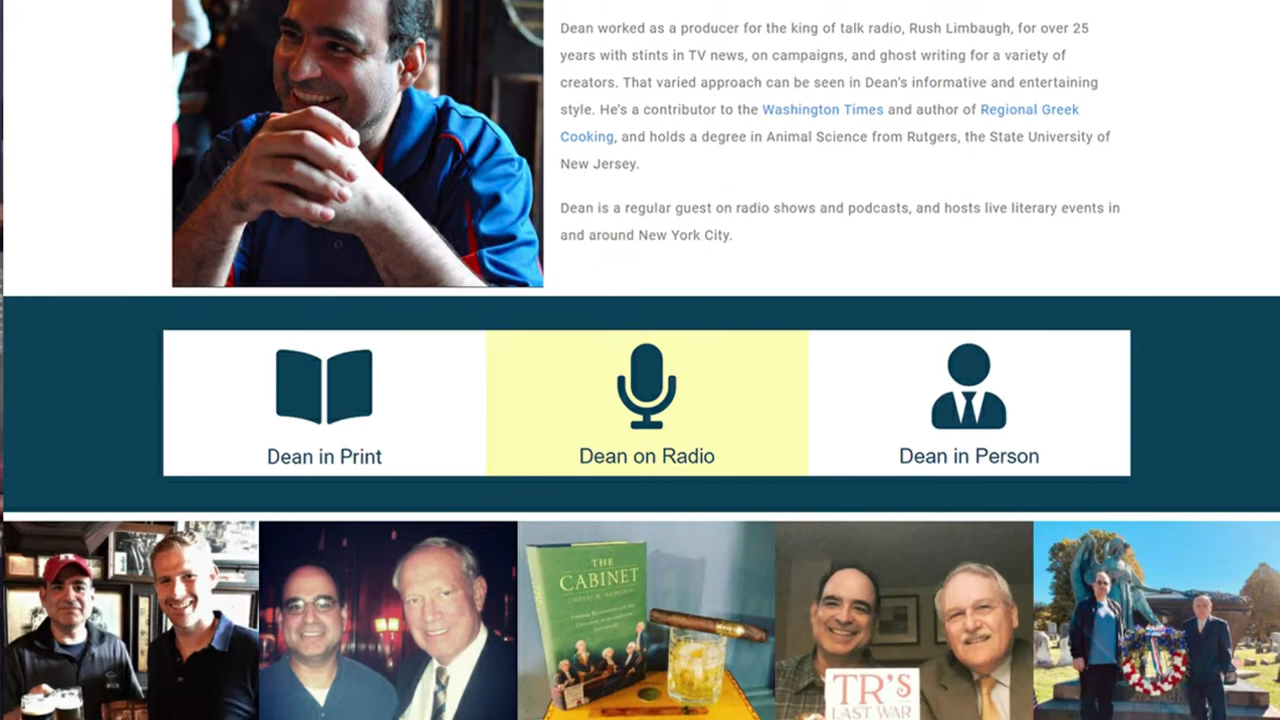 Dean worked as a producer for the king of talk radio, Rush Limbaugh, for over 25
years with stints in TV news, on campaigns, and ghost writing for a variety of
creators. That varied approach can be seen in Dean's informative and entertaining
style. He's a contributor to the Washington Times and author of Regional Greek
Cooking, and holds a degree in Animal Science from Rutgers, the State University of
New Jersey.
Dean is a regular guest on radio shows and podcasts, and hosts live literary events in
and around New York City.
Dean in Print
Dean on Radio
Dean in Person
THE
CABINET
TR'S
LAST WAR